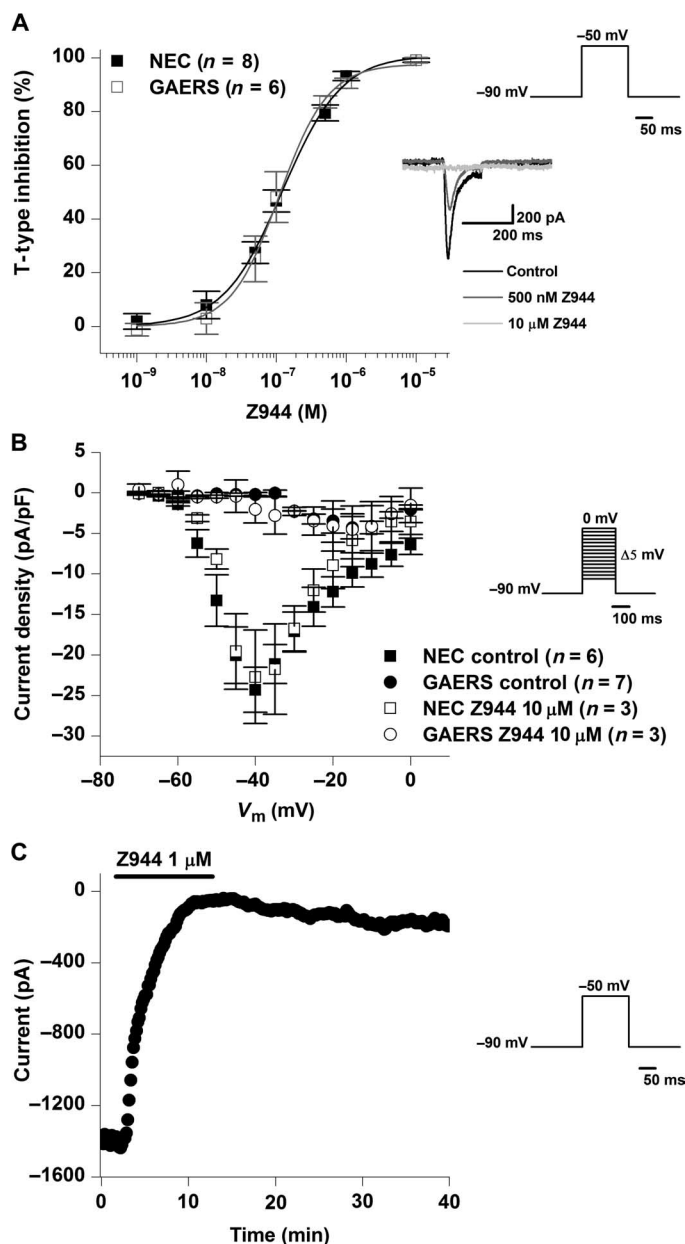 A
NEC (n = 8)
GAERS (n = 6)
T-type inhibition (%)
100
80
60
40
20
0
10⁻⁹
10⁻⁸
10⁻⁷
10⁻⁶
10⁻⁵
Z944 (M)
–50 mV
–90 mV
50 ms
200 pA
200 ms
Control
500 nM Z944
10 μM Z944
B
Current density (pA/pF)
5
0
–5
–10
–15
–20
–25
–30
–80
–60
–40
–20
0
Vm (mV)
0 mV
Δ5 mV
–90 mV
100 ms
NEC control (n = 6)
GAERS control (n = 7)
NEC Z944 10 μM (n = 3)
GAERS Z944 10 μM (n = 3)
C
Z944 1 μM
Current (pA)
0
–400
–800
–1200
–1600
0
10
20
30
40
Time (min)
–50 mV
–90 mV
50 ms